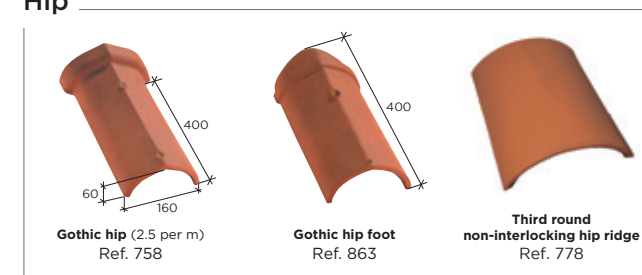 Hip
400
60
160
Gothic hip (2.5 per m)
Ref. 758
400
Gothic hip foot
Ref. 863
Third round
non-interlocking hip ridge
Ref. 778